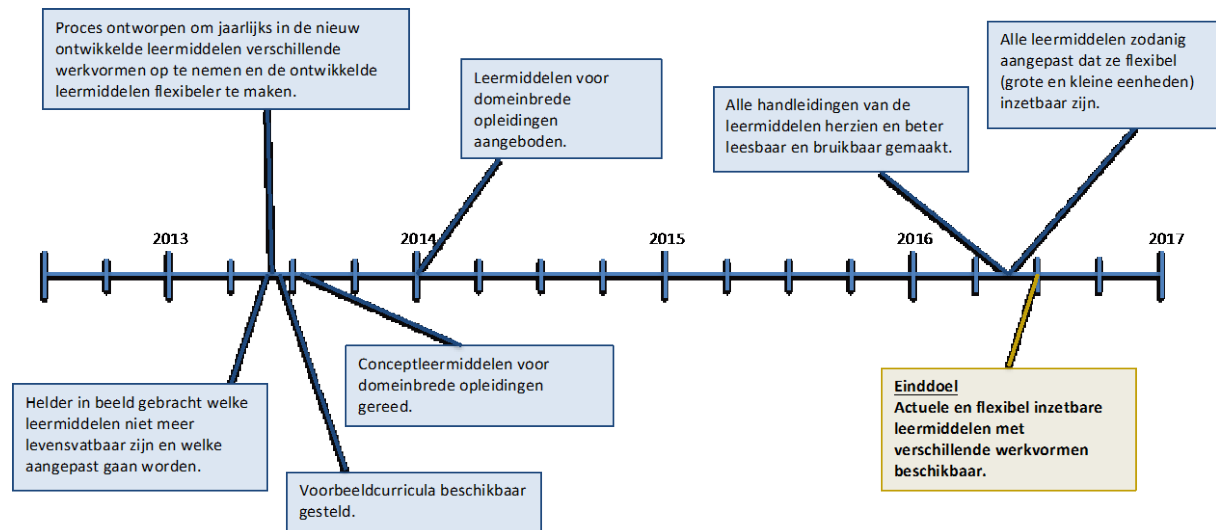 Proces ontworpen om jaarlijks in de nieuw
ontwikkelde leermiddelen verschillende
werkvormen op te nemen en de ontwikkelde
leermiddelen flexibeler te maken.
Leermiddelen voor
domeinbrede
opleidingen
aangeboden.
Alle handleidingen van de
leermiddelen herzien en beter
leesbaar en bruikbaar gemaakt.
Alle leermiddelen zodanig
aangepast dat ze flexibel
(grote en kleine eenheden)
inzetbaar zijn.
2013
2014
2015
2016
2017
Helder in beeld gebracht welke
leermiddelen niet meer
levensvatbaar zijn en welke
aangepast gaan worden.
Voorbeeldcurricula beschikbaar
gesteld.
Conceptleermiddelen voor
domeinbrede opleidingen
gereed.
Einddoel
Actuele en flexibel inzetbare
leermiddelen met
verschillende werkvormen
beschikbaar.